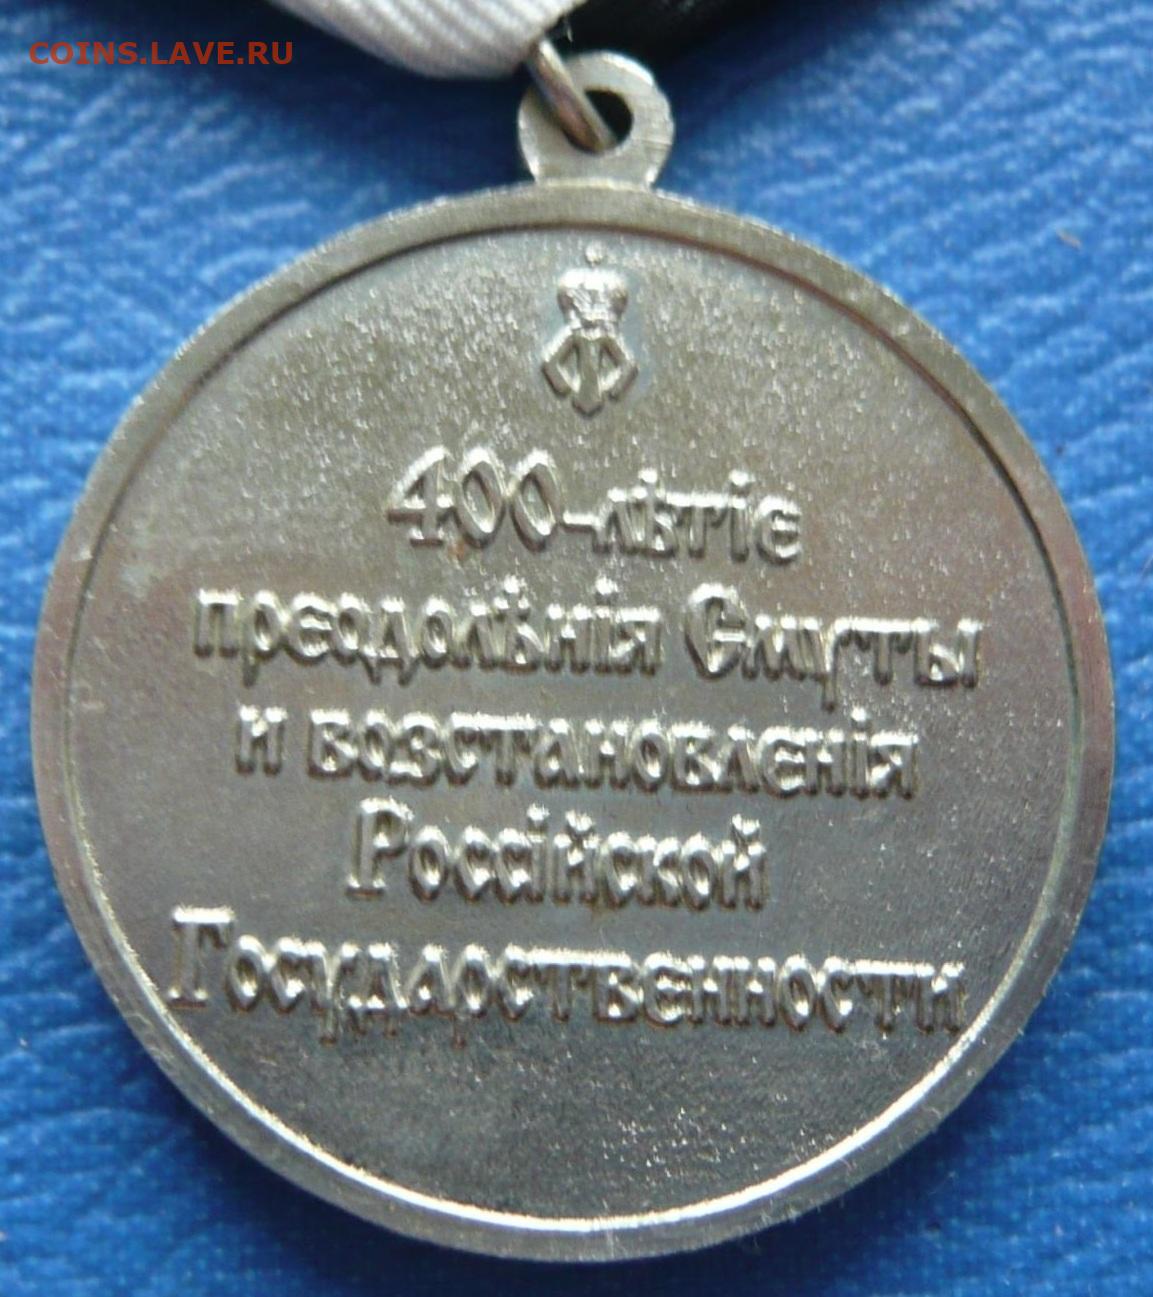 COINS.LAVE.RU
400-лѣтіе
преодолѣнія Смуты
и возстановленія
Россійской
Государственности